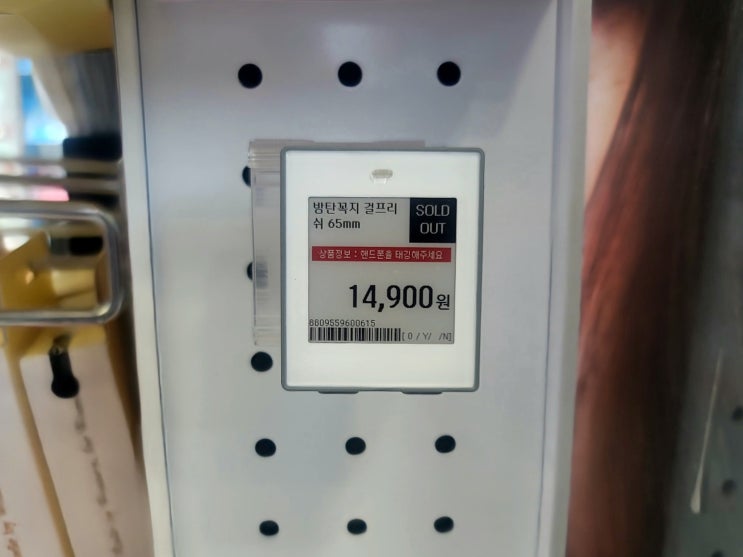 방탄꼭지 걸프리
쉬 65mm
SOLD
OUT
상품정보 : 핸드폰을 태깅해주세요
14,900원
8809559600615
[ 0 / Y/ /N]